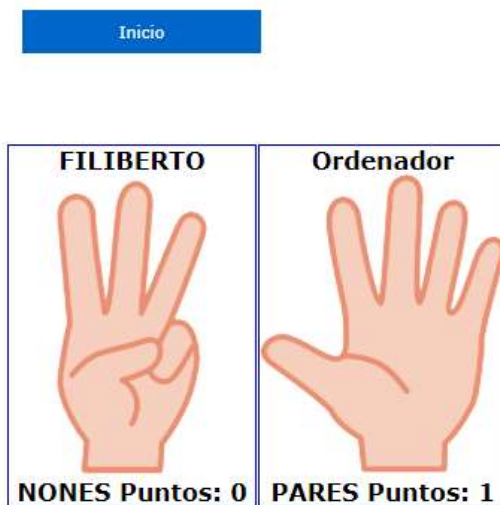 Inicio
FILIBERTO
Ordenador
NONES Puntos: 0
PARES Puntos: 1